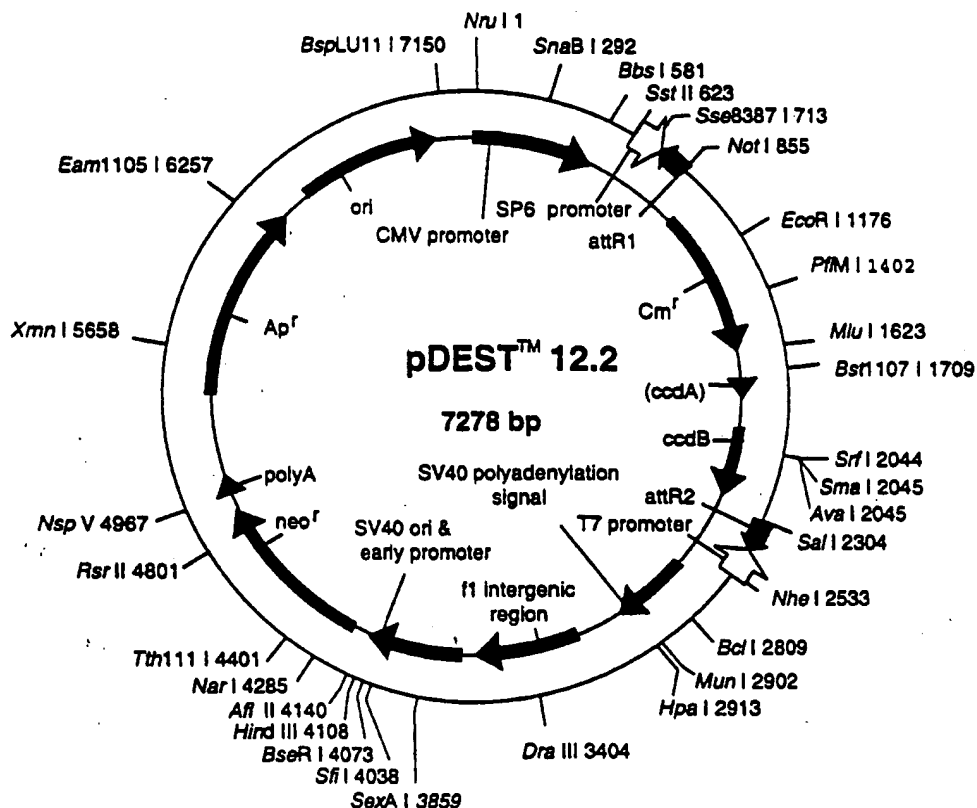 Nru I 1
BspLU11 I 7150
SnaB I 292
Bbs I 581
Sst II 623
Sse8387 I 713
Not I 855
Eam1105 I 6257
ori
SP6 promoter
CMV promoter
attR1
EcoR I 1176
PflM I 1402
Cmr
Apr
Xmn I 5658
Mlu I 1623
Bst1107 I 1709
pDEST™ 12.2
7278 bp
(ccdA)
ccdB
Srf I 2044
Sma I 2045
Ava I 2045
Sal I 2304
polyA
SV40 polyadenylation
signal
attR2
T7 promoter
Nsp V 4967
neor
SV40 ori &
early promoter
Rsr II 4801
f1 intergenic
region
Nhe I 2533
Tth111 I 4401
Bcl I 2809
Nar I 4285
Mun I 2902
Afl II 4140
Hpa I 2913
Hind III 4108
BseR I 4073
Dra III 3404
Sfi I 4038
SexA I 3859